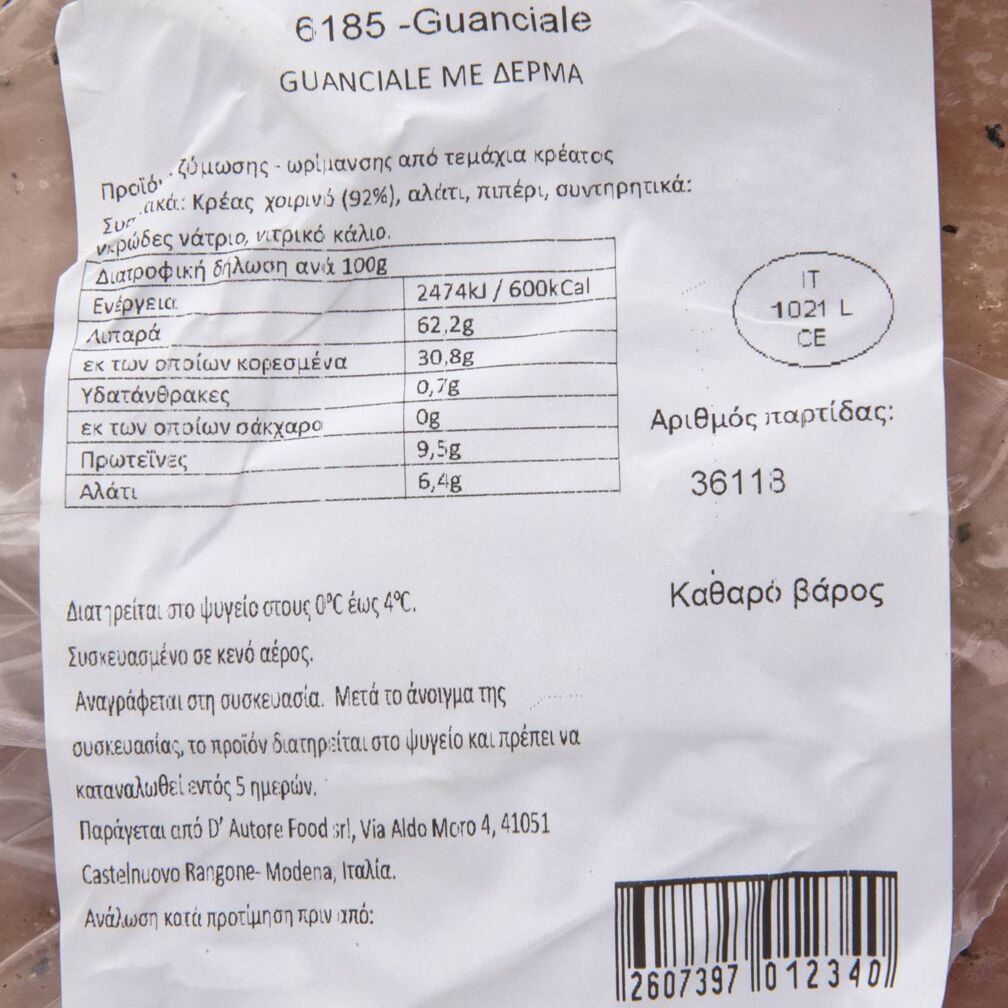 6185 -Guanciale
GUANCIALE ΜΕ ΔΕΡΜΑ
ζύμωσης - ωρίμανσης από τεμάχια κρέατος
Κρέας χοιρινό (92%), αλάτι, πιπέρι, συντηρητικά:
νάτριο, νιτρικό κάλιο.
Διατροφική δήλωση ανά 100g
Ενέργεια 2474kJ / 600kCal
Λιπαρά 62,2g
εκ των οποίων κορεσμένα 30,8g
Υδατάνθρακες 0,7g
εκ των οποίων σάκχαρα 0g
Πρωτεΐνες 9,5g
Αλάτι 6,4g
IT
1021 L
CE
Αριθμός παρτίδας:
36118
Καθαρό βάρος
Διατηρείται στο ψυγείο στους 0°C έως 4°C.
Συσκευασμένο σε κενό αέρος.
Αναγράφεται στη συσκευασία. Μετά το άνοιγμα της
συσκευασίας, το προϊόν διατηρείται στο ψυγείο και πρέπει να
καταναλωθεί εντός 5 ημερών.
Παράγεται από D' Autore Food srl, Via Aldo Moro 4, 41051
Castelnuovo Rangone- Modena, Ιταλία.
Ανάλωση κατά προτίμηση πριν από:
2607397 012340